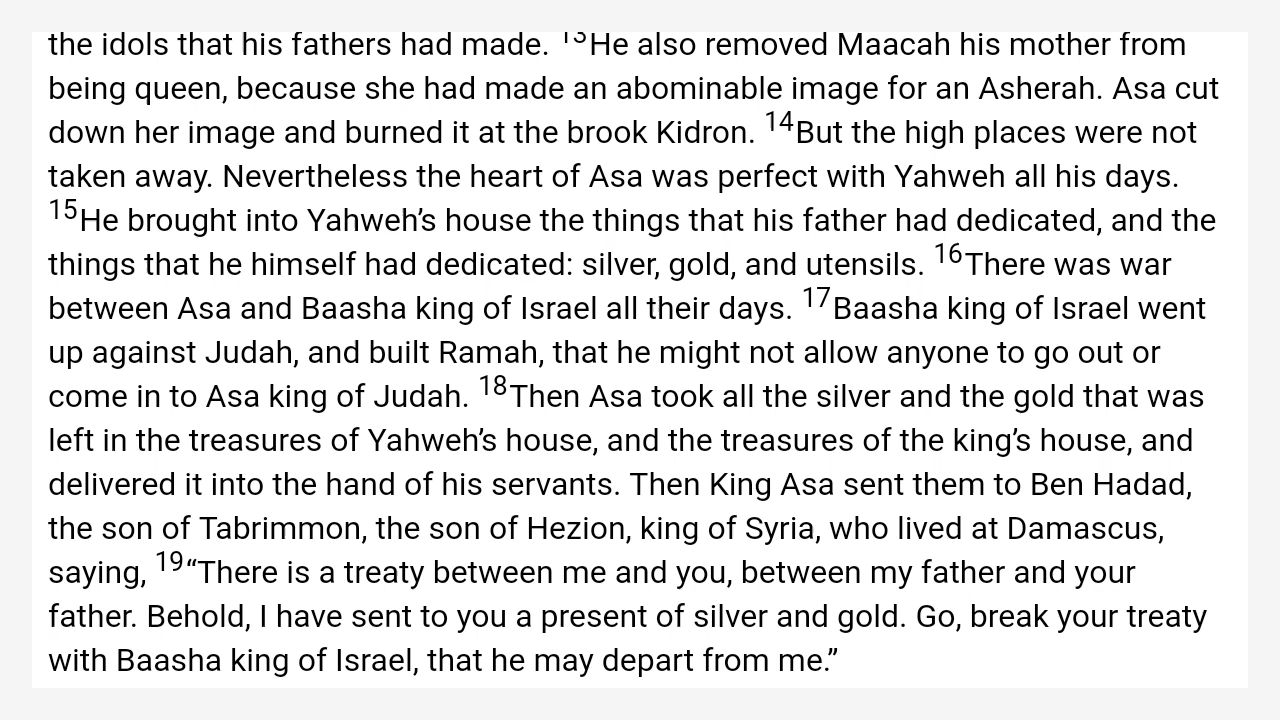 the idols that his fathers had made. 13He also removed Maacah his mother from
being queen, because she had made an abominable image for an Asherah. Asa cut
down her image and burned it at the brook Kidron. 14But the high places were not
taken away. Nevertheless the heart of Asa was perfect with Yahweh all his days.
15He brought into Yahweh’s house the things that his father had dedicated, and the
things that he himself had dedicated: silver, gold, and utensils. 16There was war
between Asa and Baasha king of Israel all their days. 17Baasha king of Israel went
up against Judah, and built Ramah, that he might not allow anyone to go out or
come in to Asa king of Judah. 18Then Asa took all the silver and the gold that was
left in the treasures of Yahweh’s house, and the treasures of the king’s house, and
delivered it into the hand of his servants. Then King Asa sent them to Ben Hadad,
the son of Tabrimmon, the son of Hezion, king of Syria, who lived at Damascus,
saying, 19“There is a treaty between me and you, between my father and your
father. Behold, I have sent to you a present of silver and gold. Go, break your treaty
with Baasha king of Israel, that he may depart from me.”